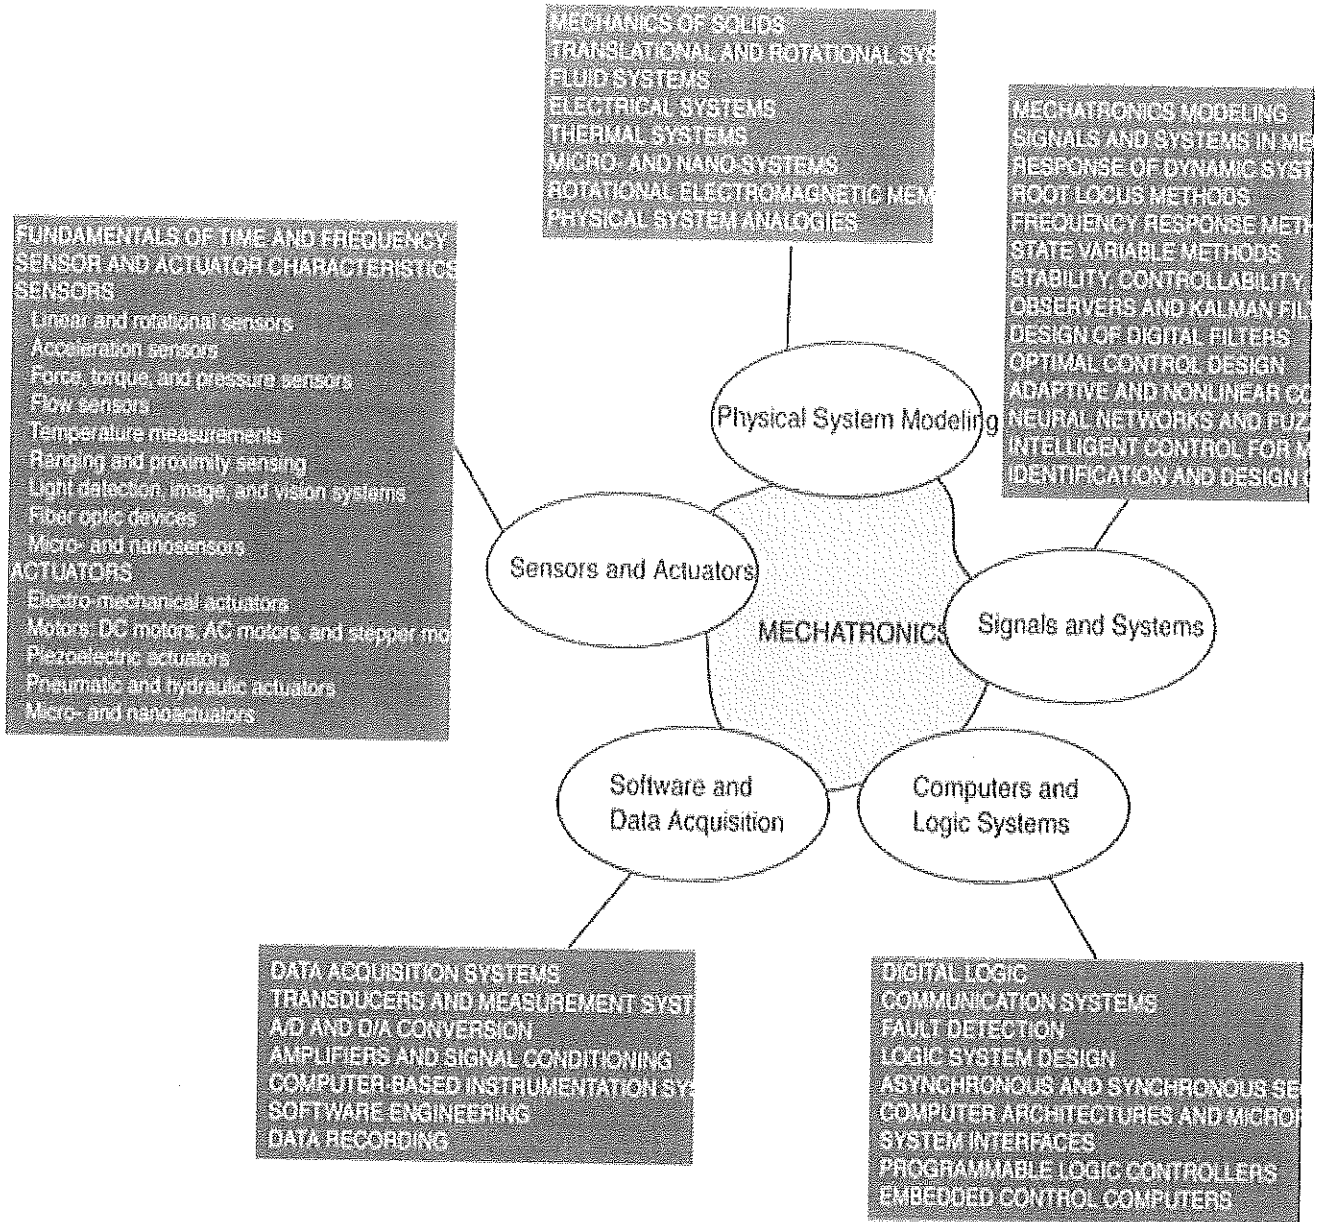 MECHANICS OF SOLIDS
TRANSLATIONAL AND ROTATIONAL SYS
FLUID SYSTEMS
ELECTRICAL SYSTEMS
THERMAL SYSTEMS
MICRO- AND NANO-SYSTEMS
ROTATIONAL ELECTROMAGNETIC MEM
PHYSICAL SYSTEM ANALOGIES
MECHATRONICS MODELING
SIGNALS AND SYSTEMS IN ME
RESPONSE OF DYNAMIC SYST
ROOT LOCUS METHODS
FREQUENCY RESPONSE METH
STATE VARIABLE METHODS
STABILITY, CONTROLLABILITY,
OBSERVERS AND KALMAN FIL
DESIGN OF DIGITAL FILTERS
OPTIMAL CONTROL DESIGN
ADAPTIVE AND NONLINEAR CO
NEURAL NETWORKS AND FUZ
INTELLIGENT CONTROL FOR M
IDENTIFICATION AND DESIGN
FUNDAMENTALS OF TIME AND FREQUENCY
SENSOR AND ACTUATOR CHARACTERISTICS
SENSORS
Linear and rotational sensors
Acceleration sensors
Force, torque, and pressure sensors
Flow sensors
Temperature measurements
Ranging and proximity sensing
Light detection, image, and vision systems
Fiber optic devices
Micro- and nanosensors
ACTUATORS
Electro-mechanical actuators
Motors: DC motors, AC motors, and stepper mo
Piezoelectric actuators
Pneumatic and hydraulic actuators
Micro- and nanoactuators
Physical System Modeling
Sensors and Actuators
MECHATRONICS
Signals and Systems
Software and
Data Acquisition
Computers and
Logic Systems
DATA ACQUISITION SYSTEMS
TRANSDUCERS AND MEASUREMENT SYST
A/D AND D/A CONVERSION
AMPLIFIERS AND SIGNAL CONDITIONING
COMPUTER-BASED INSTRUMENTATION SYS
SOFTWARE ENGINEERING
DATA RECORDING
DIGITAL LOGIC
COMMUNICATION SYSTEMS
FAULT DETECTION
LOGIC SYSTEM DESIGN
ASYNCHRONOUS AND SYNCHRONOUS SE
COMPUTER ARCHITECTURES AND MICROP
SYSTEM INTERFACES
PROGRAMMABLE LOGIC CONTROLLERS
EMBEDDED CONTROL COMPUTERS